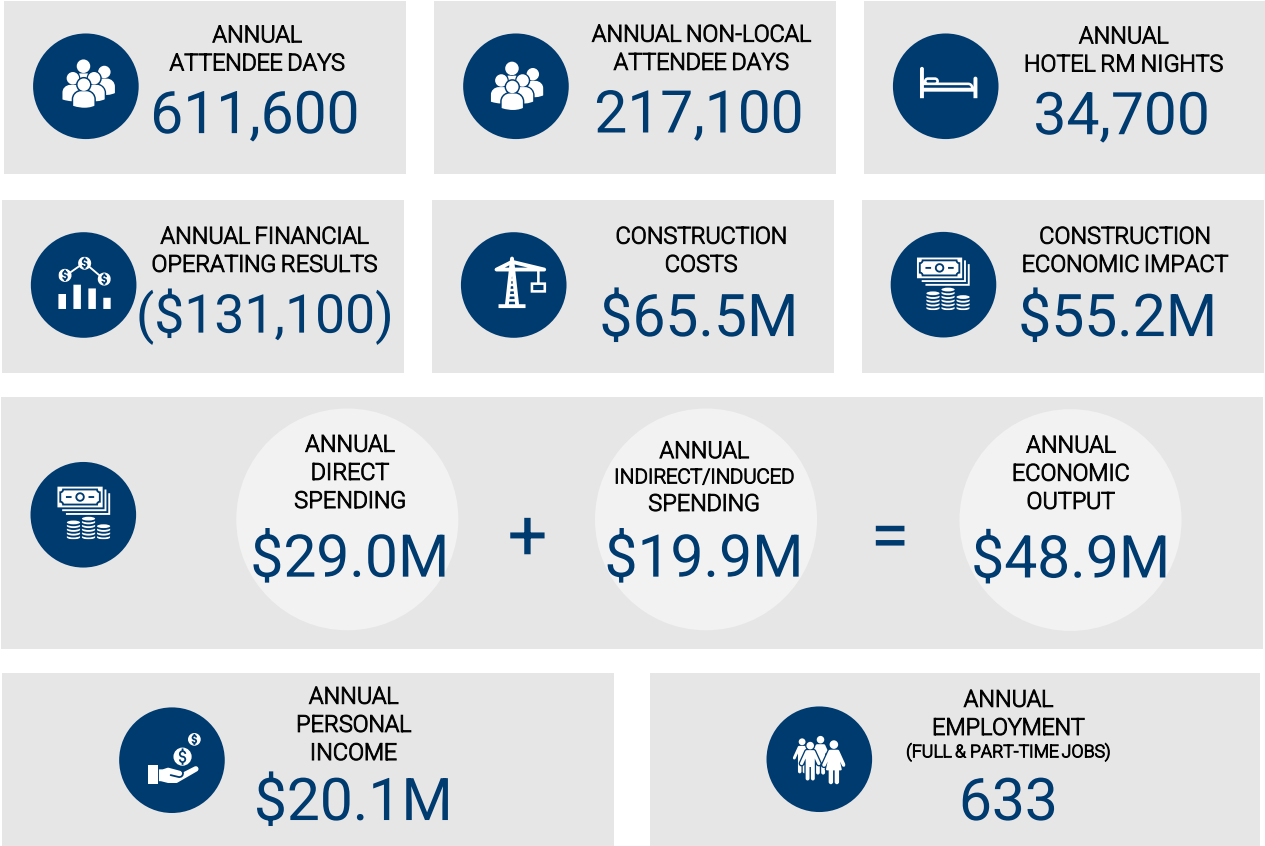 ANNUAL
ATTENDEE DAYS
611,600
ANNUAL NON-LOCAL
ATTENDEE DAYS
217,100
ANNUAL
HOTEL RM NIGHTS
34,700
ANNUAL FINANCIAL
OPERATING RESULTS
($131,100)
CONSTRUCTION
COSTS
$65.5M
CONSTRUCTION
ECONOMIC IMPACT
$55.2M
ANNUAL
DIRECT
SPENDING
$29.0M
+
ANNUAL
INDIRECT/INDUCED
SPENDING
$19.9M
=
ANNUAL
ECONOMIC
OUTPUT
$48.9M
ANNUAL
PERSONAL
INCOME
$20.1M
ANNUAL
EMPLOYMENT
(FULL & PART-TIME JOBS)
633